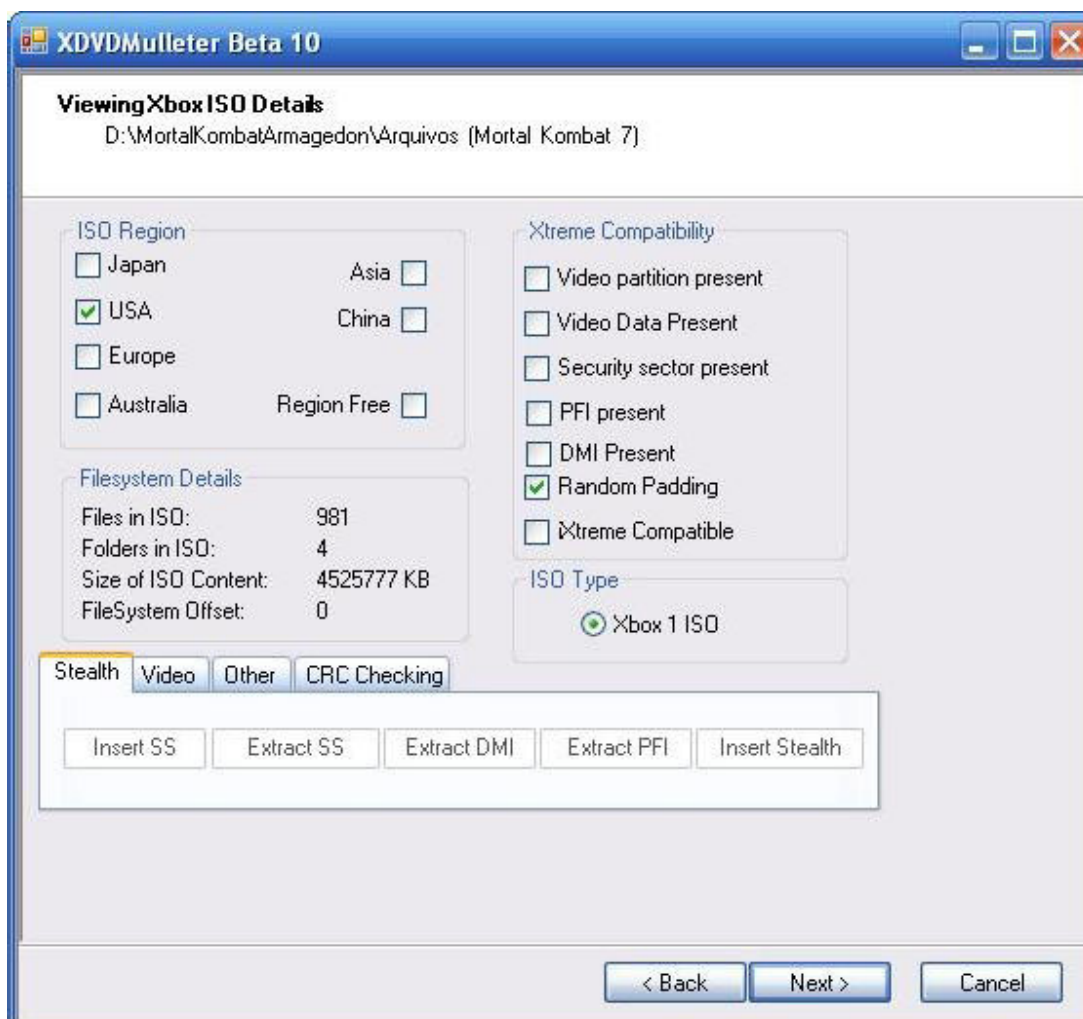 XDVDMulleter Beta 10
Viewing Xbox ISO Details
D:\MortalKombatArmagedon\Arquivos (Mortal Kombat 7)
ISO Region
Japan
Asia
USA
China
Europe
Australia
Region Free
Xtreme Compatibility
Video partition present
Video Data Present
Security sector present
PFI present
DMI Present
Random Padding
iXtreme Compatible
Filesystem Details
Files in ISO: 981
Folders in ISO: 4
Size of ISO Content: 4525777 KB
FileSystem Offset: 0
ISO Type
Xbox 1 ISO
Stealth Video Other CRC Checking
Insert SS Extract SS Extract DMI Extract PFI Insert Stealth
< Back Next > Cancel